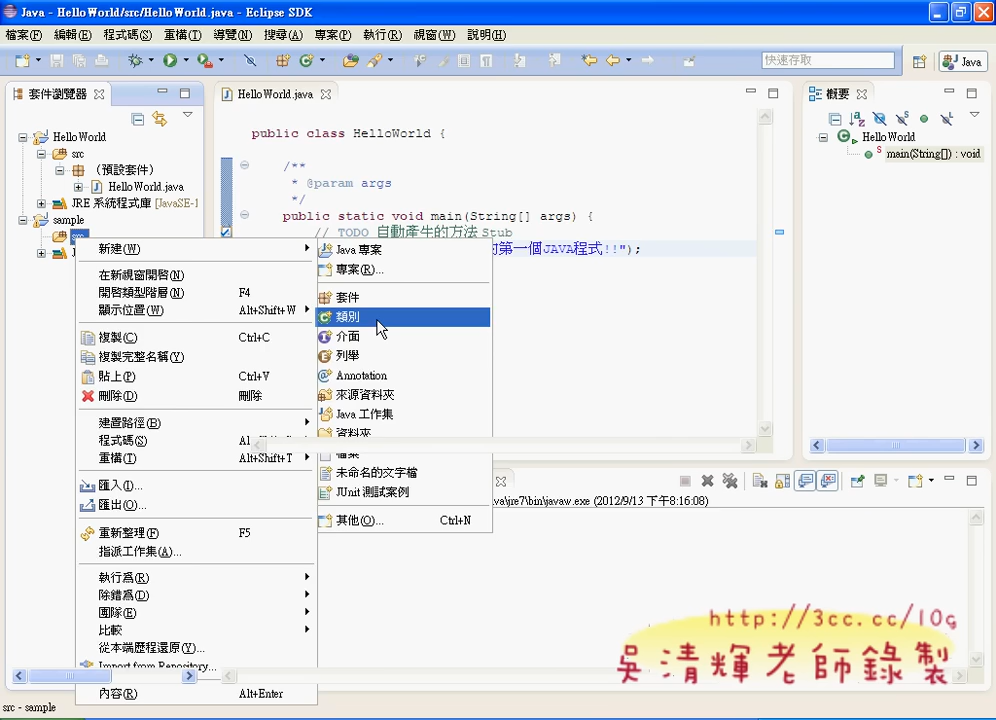 Java - HelloWorld/src/HelloWorld.java - Eclipse SDK
檔案(F) 編輯(E) 程式碼(S) 重構(T) 導覽(N) 搜尋(A) 專案(P) 執行(R) 視窗(W) 說明(H)
快速存取
Java
套件瀏覽器
HelloWorld
src
(預設套件)
HelloWorld.java
JRE 系統程式庫 [JavaSE-1
sample
src
HelloWorld.java
public class HelloWorld {
/**
* @param args
*/
public static void main(String[] args) {
// TODO 自動產生的方法 Stub
的第一個JAVA程式!!");
概要
HelloWorld
main(String[]) : void
新建(W)
在新視窗開啓(N)
開啓類型階層(N) F4
顯示位置(W) Alt+Shift+W
複製(C) Ctrl+C
複製完整名稱(Y)
貼上(P) Ctrl+V
刪除(D) 刪除
建置路徑(B)
程式碼(S)
重構(T) Alt+Shift+T
匯入(I)...
匯出(O)...
重新整理(F) F5
指派工作集(A)...
執行爲(R)
除錯爲(D)
團隊(E)
比較
從本端歷程還原(Y)...
Import from Repository...
內容(R) Alt+Enter
Java 專案
專案(R)...
套件
類別
介面
列舉
Annotation
來源資料夾
Java 工作集
資料夾
檔案
未命名的文字檔
JUnit 測試案例
其他(O)... Ctrl+N
va\jre7\bin\javaw.exe (2012/9/13 下午8:16:08)
http://3cc.cc/10g
吳清輝老師錄製
src - sample